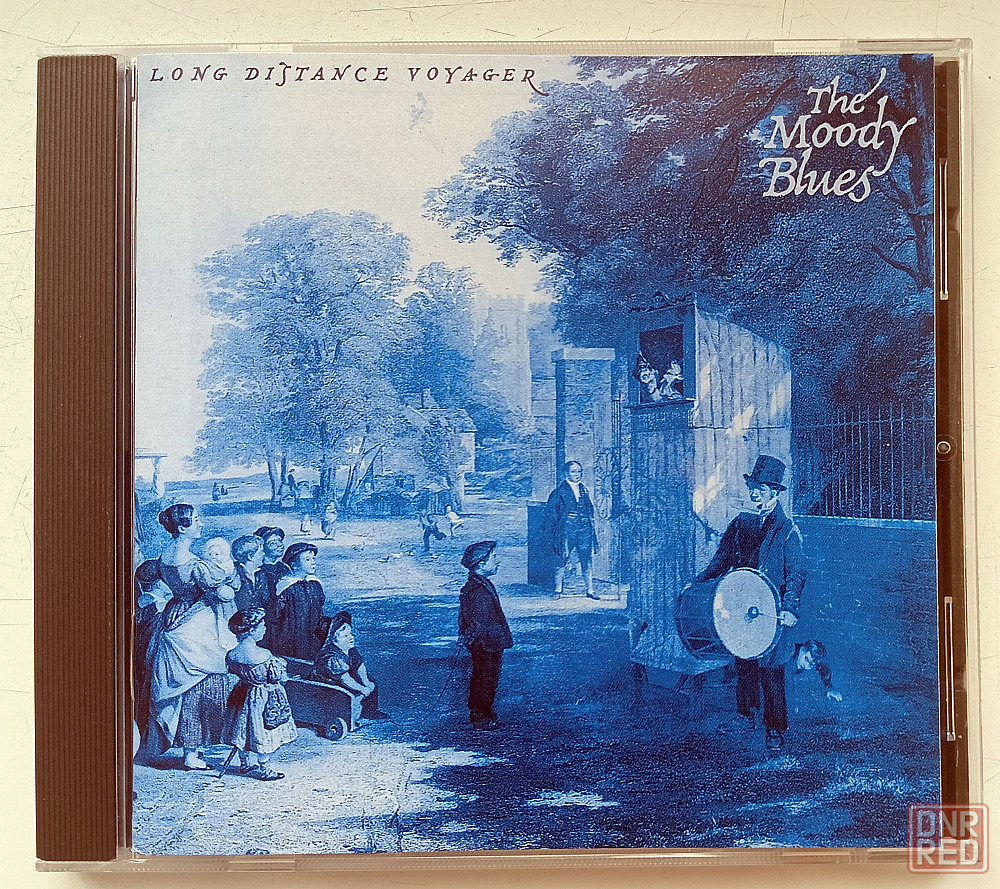 LONG DISTANCE VOYAGER
The
Moody
Blues
DNR
RED